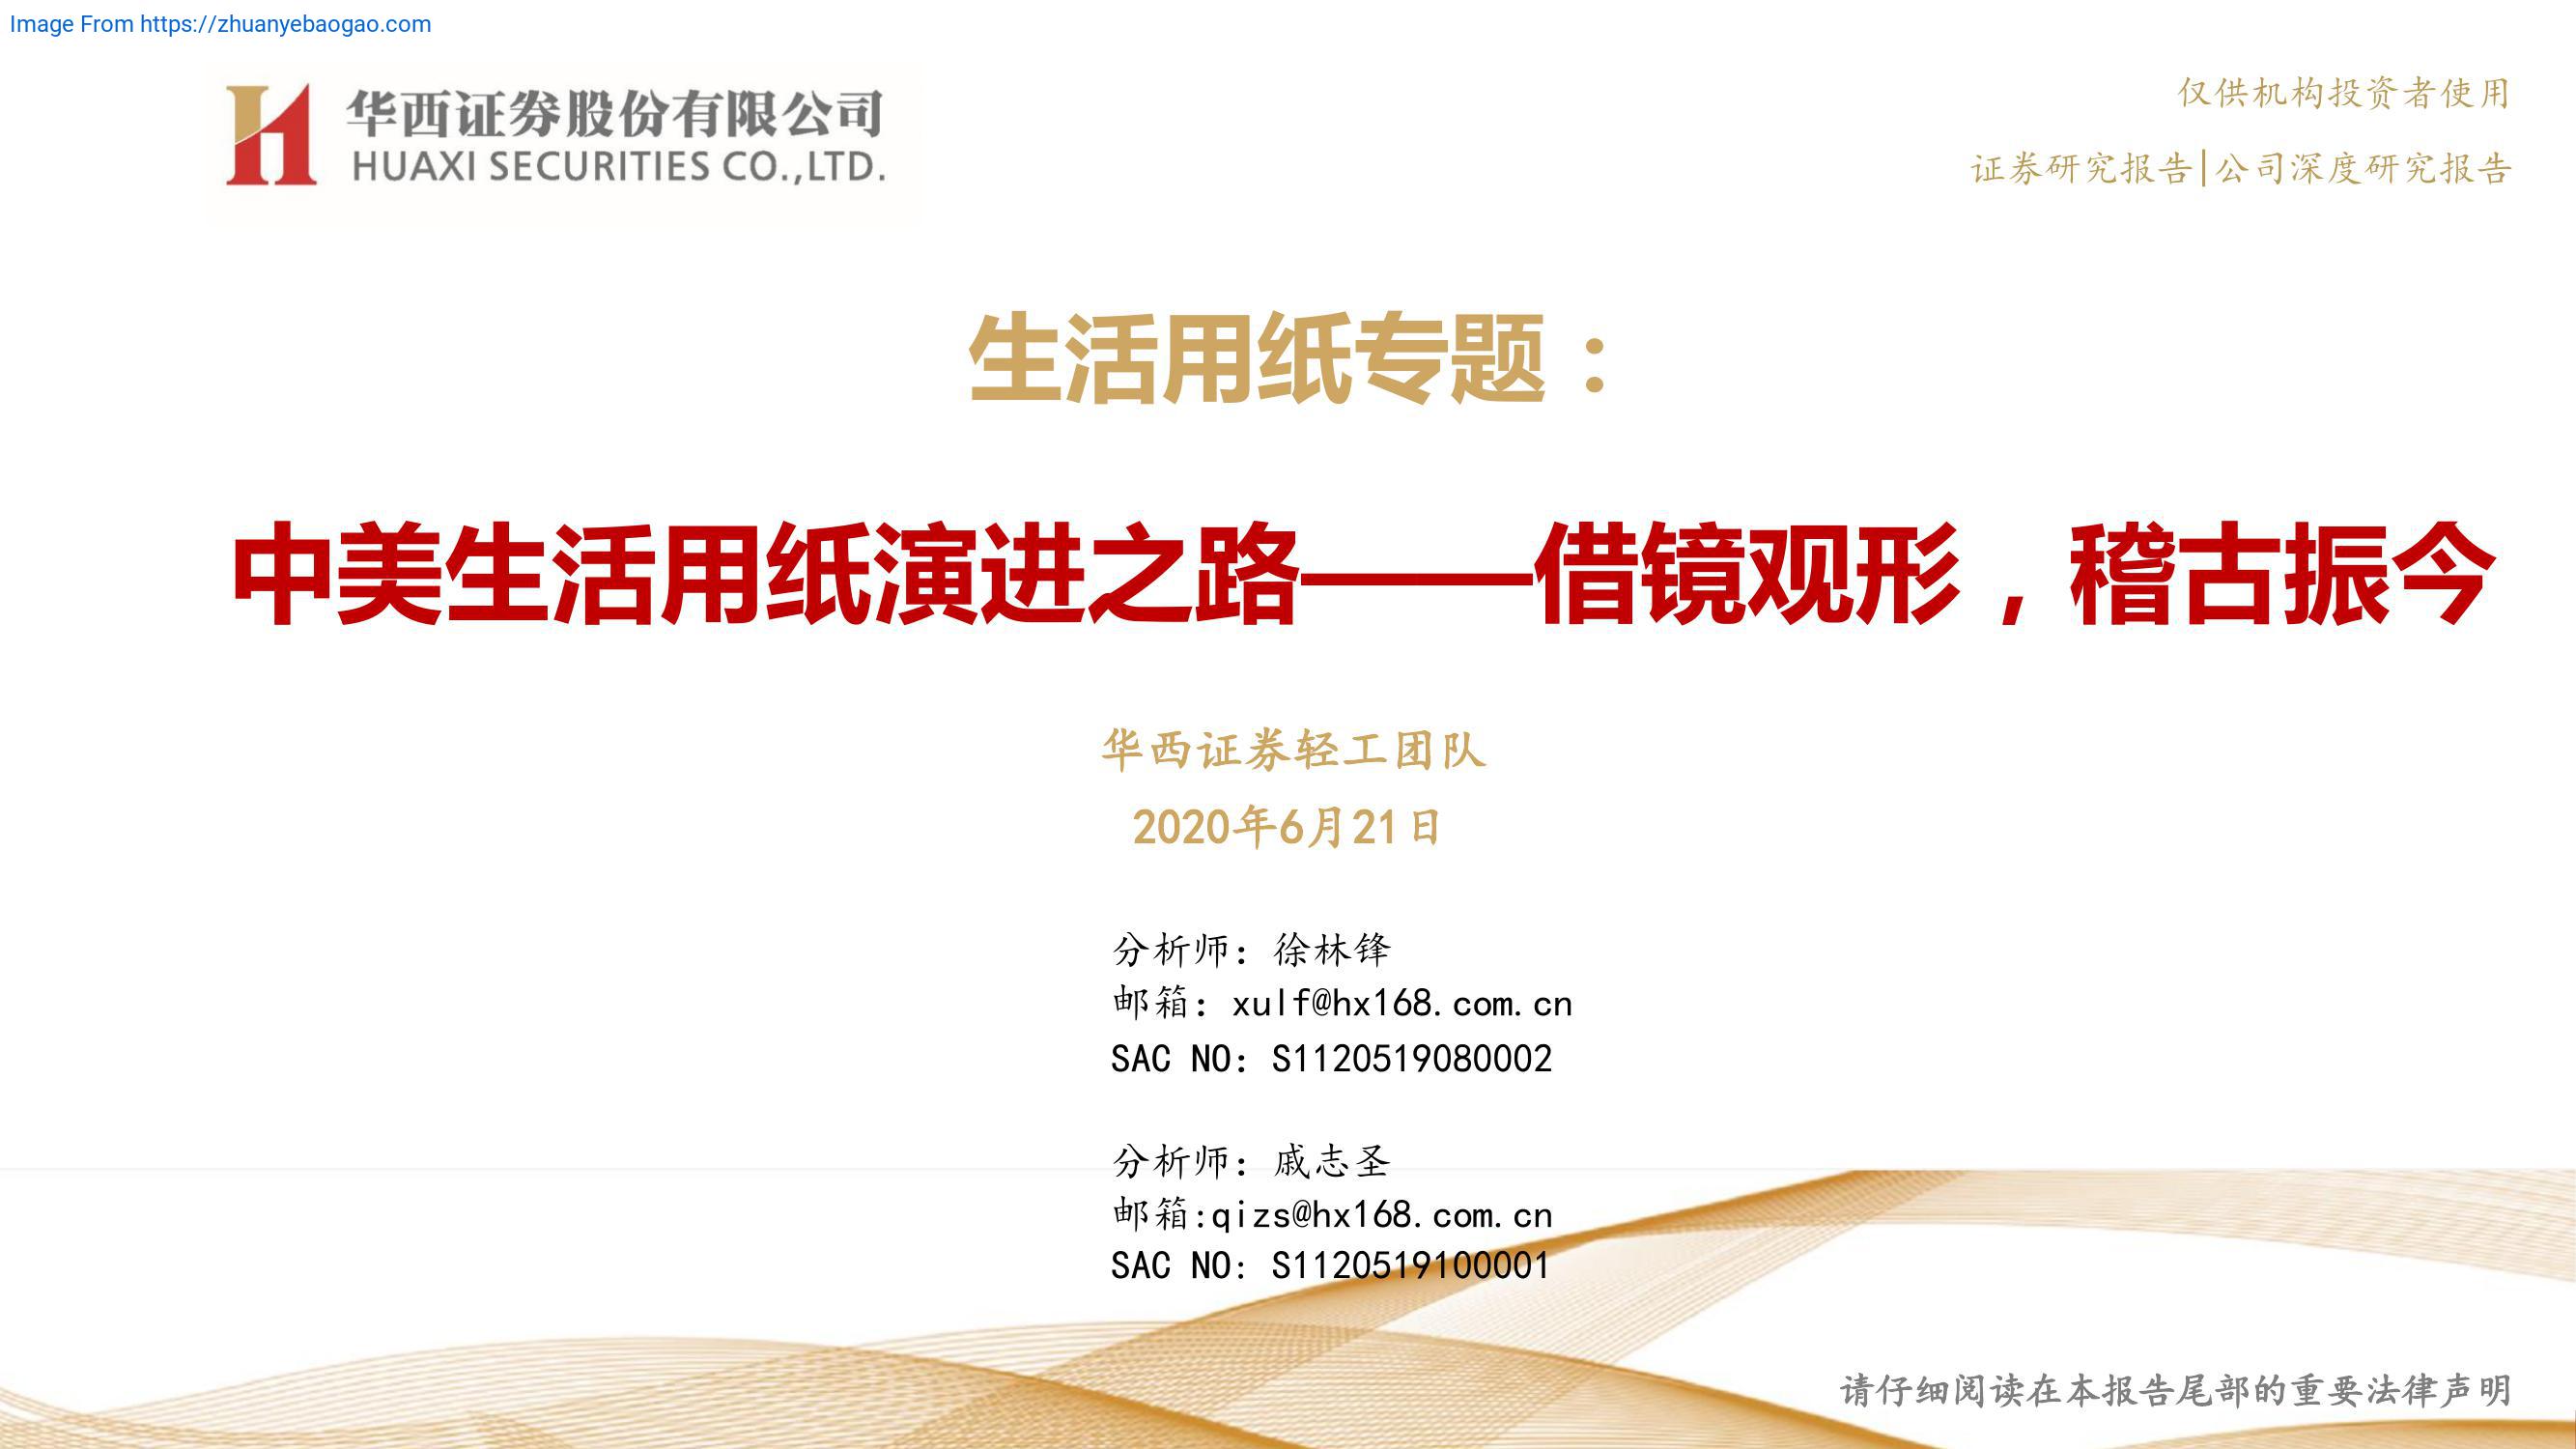 Image From https://zhuanyebaogao.com
华西证券股份有限公司
HUAXI SECURITIES CO.,LTD.
仅供机构投资者使用
证券研究报告|公司深度研究报告
生活用纸专题：
中美生活用纸演进之路——借镜观形，稽古振今
华西证券轻工团队
2020年6月21日
分析师：徐林锋
邮箱：xulf@hx168.com.cn
SAC NO：S1120519080002
分析师：戚志圣
邮箱:qizs@hx168.com.cn
SAC NO：S1120519100001
请仔细阅读在本报告尾部的重要法律声明